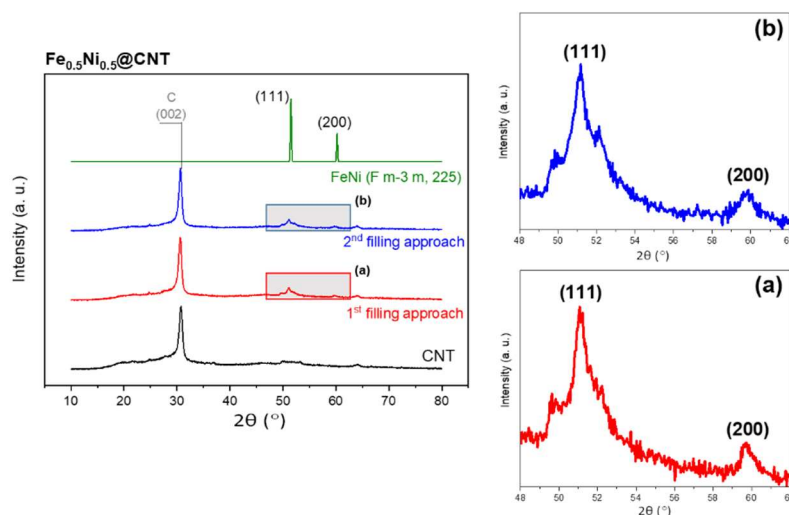 Fe0.5Ni0.5@CNT
C
(002)
(111)
(200)
FeNi (F m-3 m, 225)
(b)
2nd filling approach
(a)
1st filling approach
CNT
Intensity (a. u.)
10 20 30 40 50 60 70 80
2θ (°)
(b)
(111)
(200)
Intensity (a. u.)
48 50 52 54 56 58 60
2θ (°)
(a)
(111)
(200)
Intensity (a. u.)
48 50 52 54 56 58 60
2θ (°)